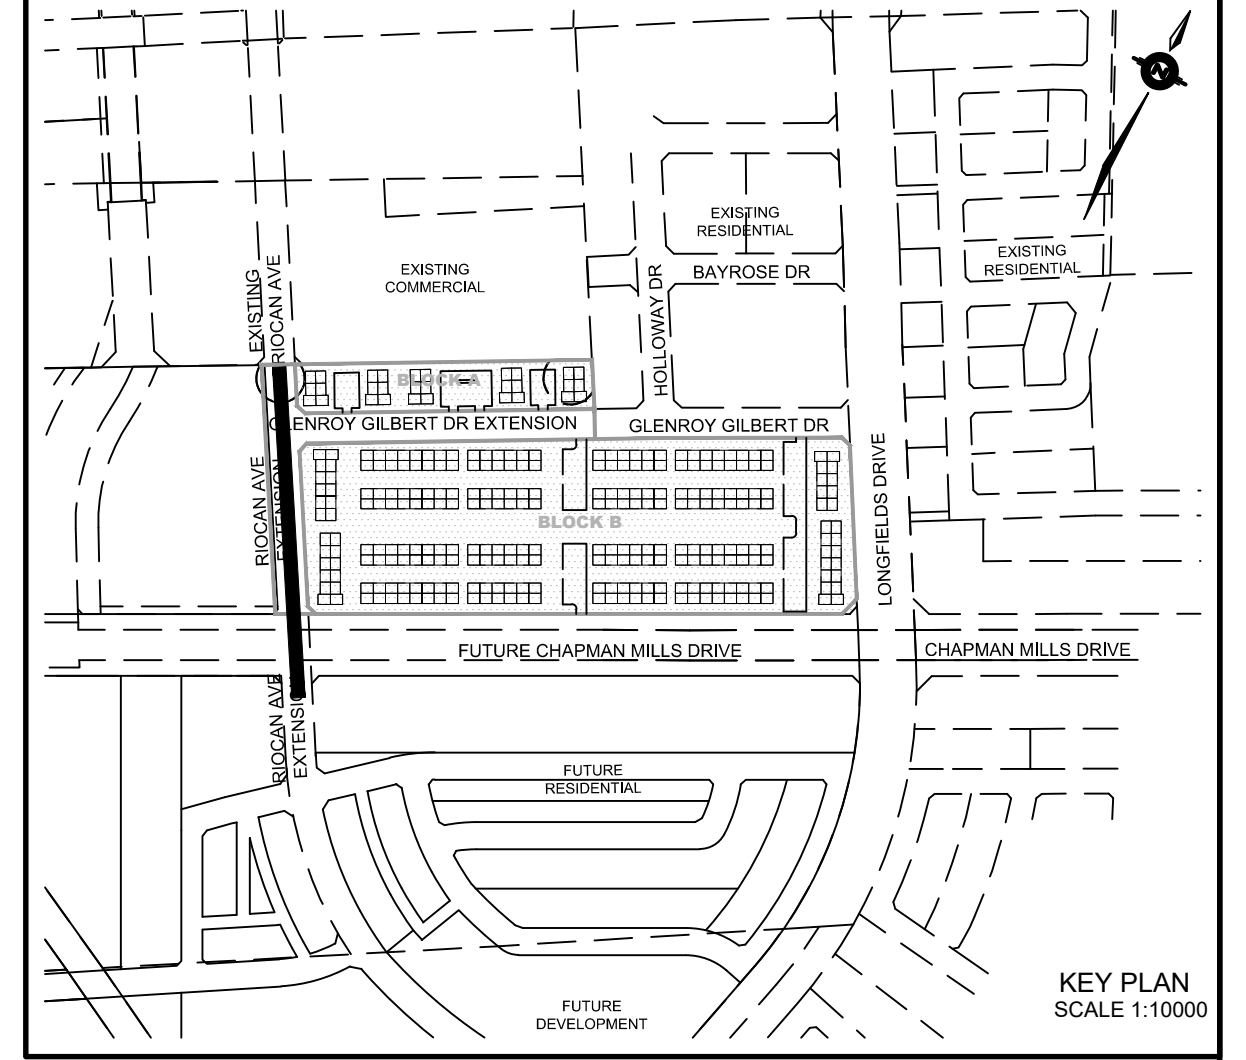 N
EXISTING
RESIDENTIAL
EXISTING
RESIDENTIAL
EXISTING
COMMERCIAL
BAYROSE DR
HOLLOWAY DR
EXISTING
RIOCAN AVE
BLOCK A
GLENROY GILBERT DR EXTENSION
GLENROY GILBERT DR
LONGFIELDS DRIVE
RIOCAN AVE
EXTENSION
BLOCK B
FUTURE CHAPMAN MILLS DRIVE
CHAPMAN MILLS DRIVE
RIOCAN AVE
EXTENSION
FUTURE
RESIDENTIAL
FUTURE
DEVELOPMENT
KEY PLAN
SCALE 1:10000